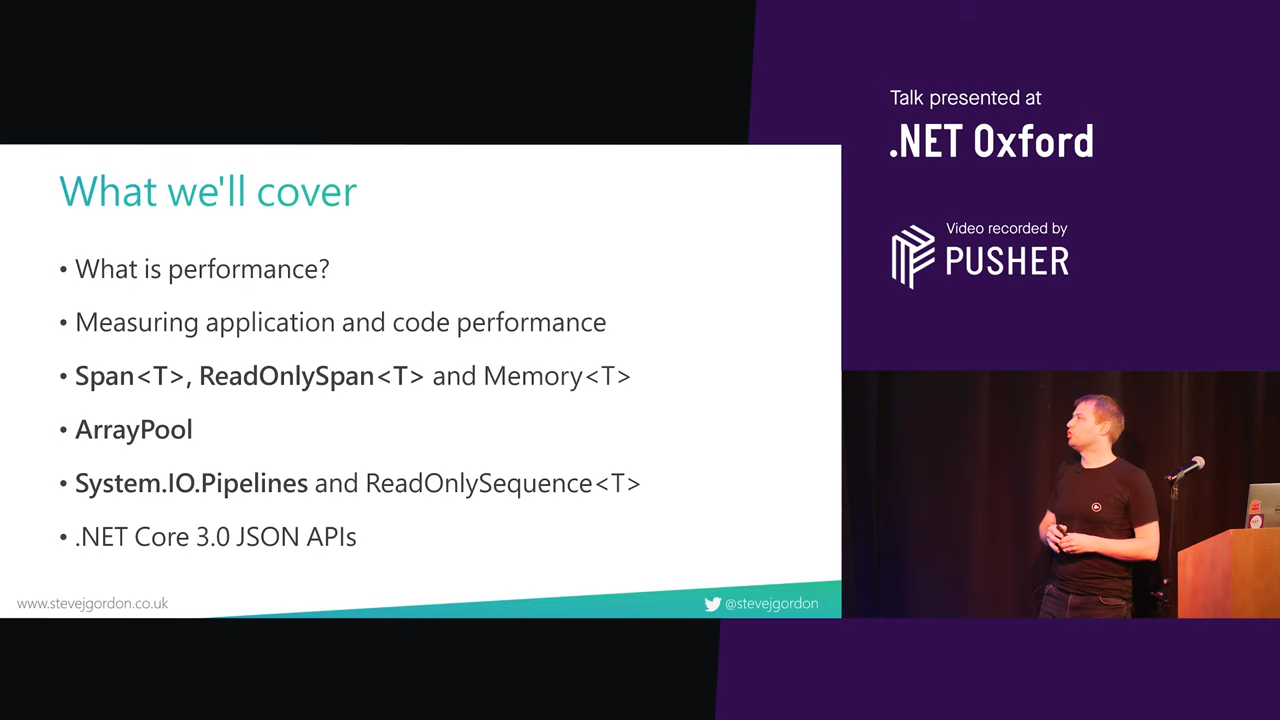 Talk presented at
.NET Oxford
Video recorded by
PUSHER
What we'll cover
• What is performance?
• Measuring application and code performance
• Span<T>, ReadOnlySpan<T> and Memory<T>
• ArrayPool
• System.IO.Pipelines and ReadOnlySequence<T>
• .NET Core 3.0 JSON APIs
www.stevejgordon.co.uk
@stevejgordon